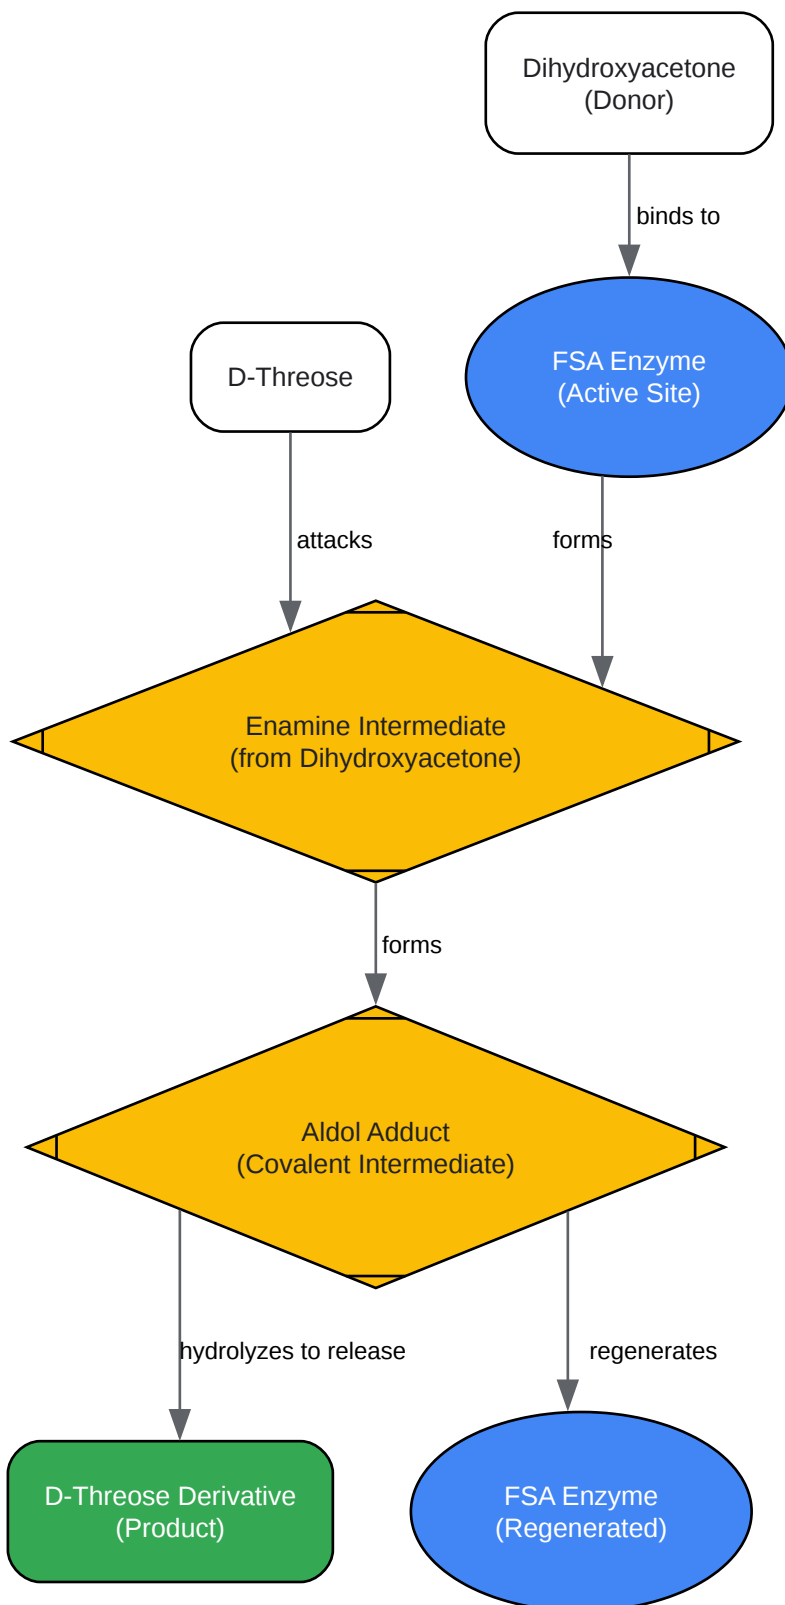 Dihydroxyacetone
(Donor)
binds to
FSA Enzyme
(Active Site)
D-Threose
attacks
forms
Enamine Intermediate
(from Dihydroxyacetone)
forms
Aldol Adduct
(Covalent Intermediate)
hydrolyzes to release
regenerates
D-Threose Derivative
(Product)
FSA Enzyme
(Regenerated)